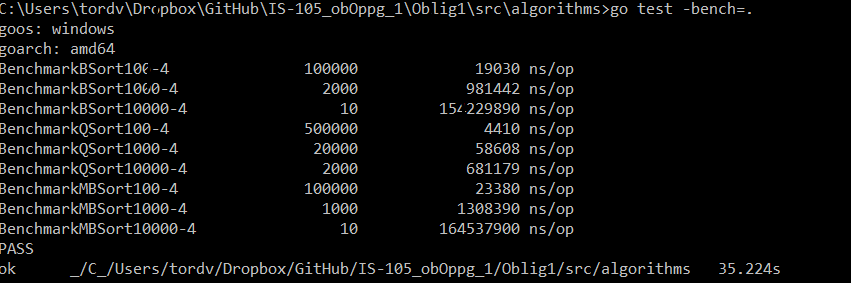 C:\Users\tordv\Dropbox\GitHub\IS-105_obOppg_1\Oblig1\src\algorithms>go test -bench=.
goos: windows
goarch: amd64
BenchmarkBSort100-4 100000 19030 ns/op
BenchmarkBSort1000-4 2000 981442 ns/op
BenchmarkBSort10000-4 10 154229890 ns/op
BenchmarkQSort100-4 500000 4410 ns/op
BenchmarkQSort1000-4 20000 58608 ns/op
BenchmarkQSort10000-4 2000 681179 ns/op
BenchmarkMBSort100-4 100000 23380 ns/op
BenchmarkMBSort1000-4 1000 1308390 ns/op
BenchmarkMBSort10000-4 10 164537900 ns/op
PASS
ok _/C_/Users/tordv/Dropbox/GitHub/IS-105_obOppg_1/Oblig1/src/algorithms 35.224s